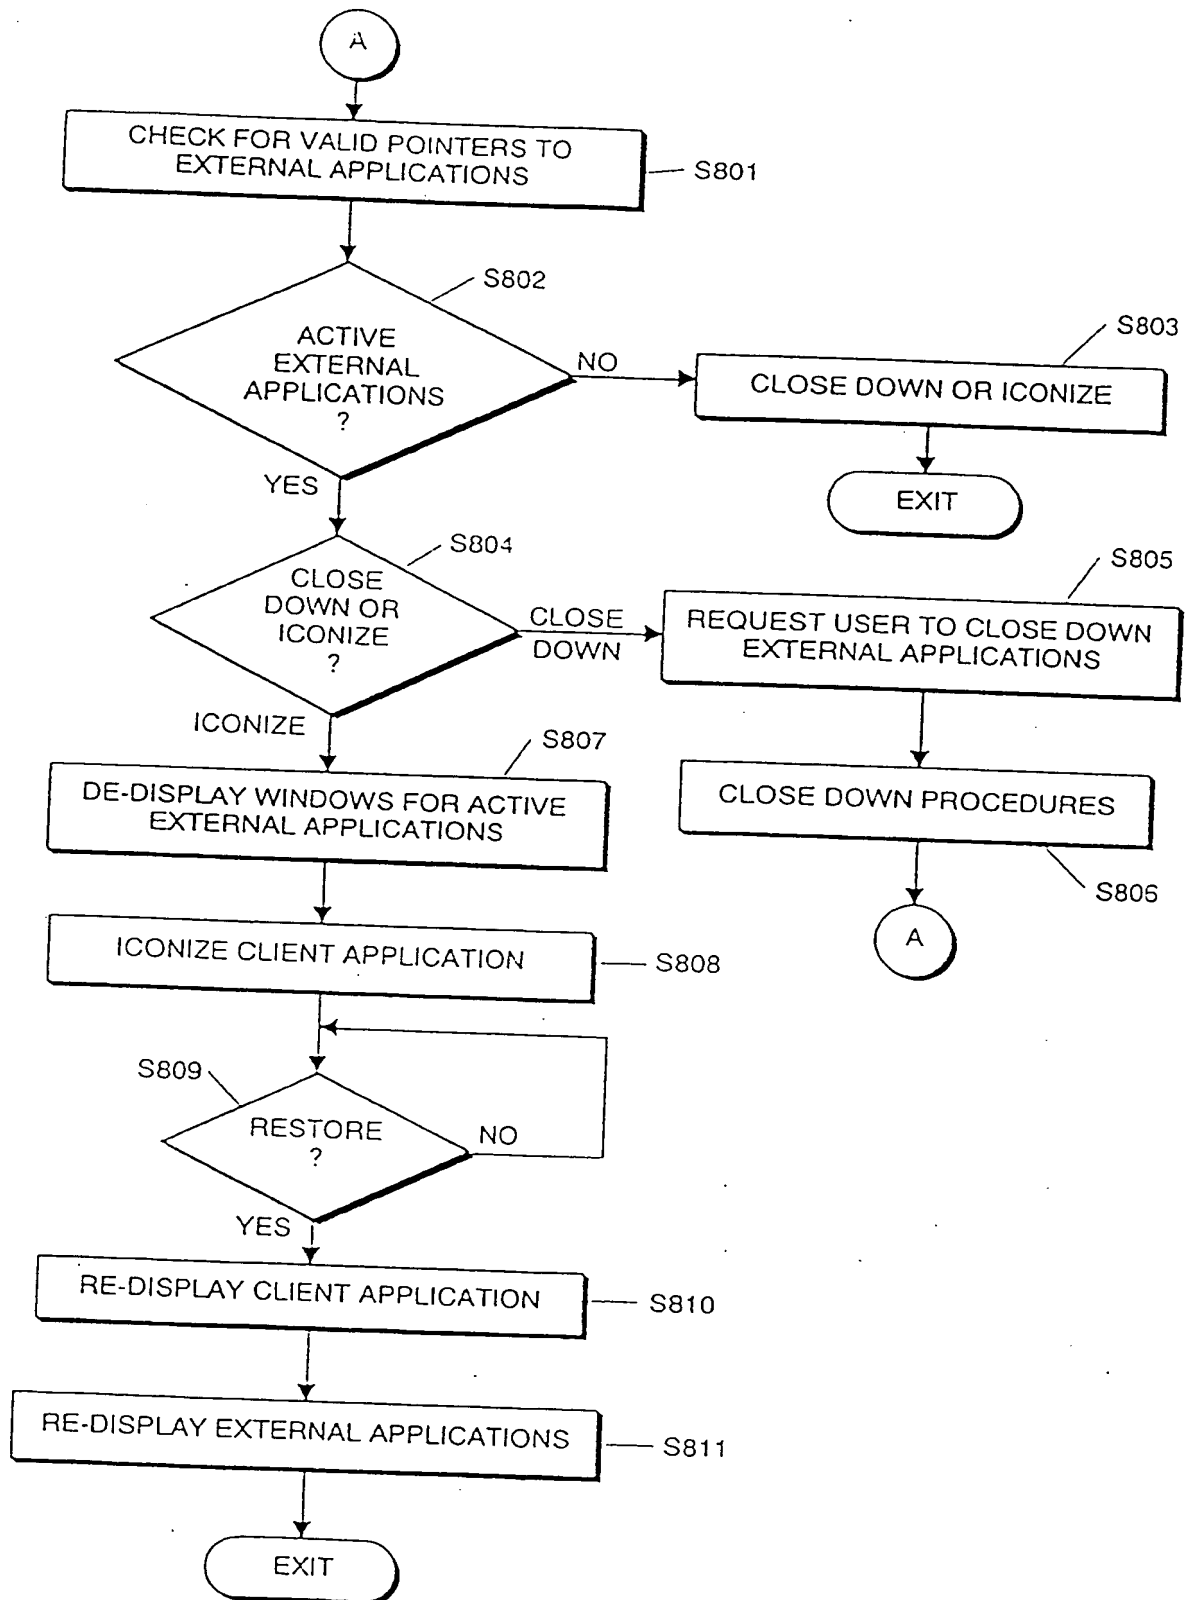 A
CHECK FOR VALID POINTERS TO
EXTERNAL APPLICATIONS
S801
S802
ACTIVE
EXTERNAL
APPLICATIONS
?
NO
S803
CLOSE DOWN OR ICONIZE
EXIT
YES
S804
CLOSE
DOWN OR
ICONIZE
?
CLOSE
DOWN
S805
REQUEST USER TO CLOSE DOWN
EXTERNAL APPLICATIONS
CLOSE DOWN PROCEDURES
S806
A
ICONIZE
S807
DE-DISPLAY WINDOWS FOR ACTIVE
EXTERNAL APPLICATIONS
ICONIZE CLIENT APPLICATION
S808
S809
RESTORE
?
NO
YES
RE-DISPLAY CLIENT APPLICATION
S810
RE-DISPLAY EXTERNAL APPLICATIONS
S811
EXIT